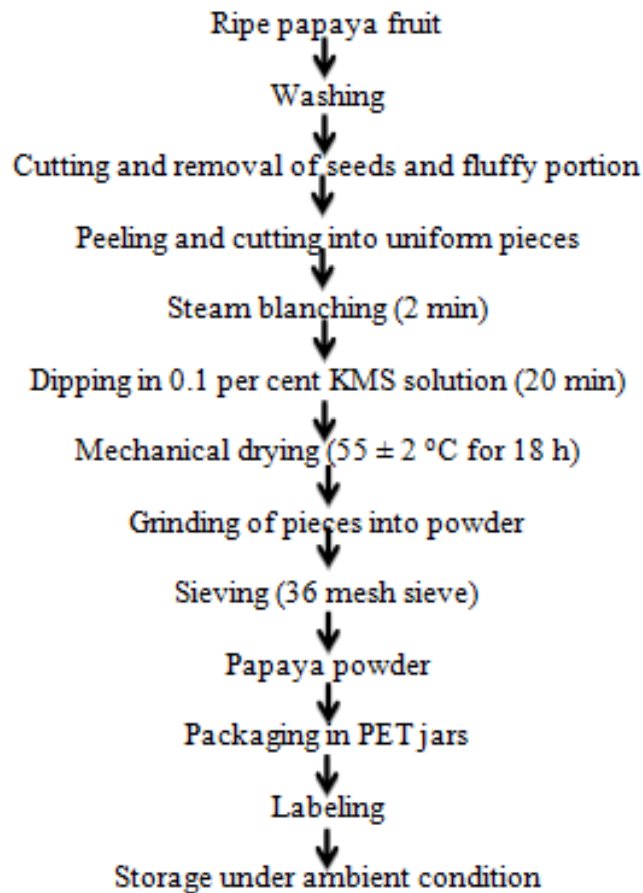 Ripe papaya fruit
Washing
Cutting and removal of seeds and fluffy portion
Peeling and cutting into uniform pieces
Steam blanching (2 min)
Dipping in 0.1 per cent KMS solution (20 min)
Mechanical drying (55 ± 2 ºC for 18 h)
Grinding of pieces into powder
Sieving (36 mesh sieve)
Papaya powder
Packaging in PET jars
Labeling
Storage under ambient condition